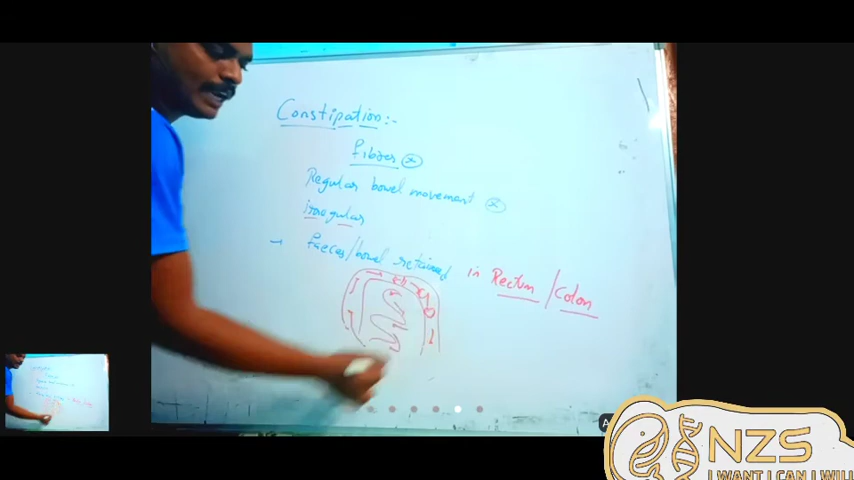 Constipation:-
fibres x
Regular bowel movement x
irregular
→ faeces/bowel retained in Rectum/Colon
NZS
I WANT I CAN I WILL